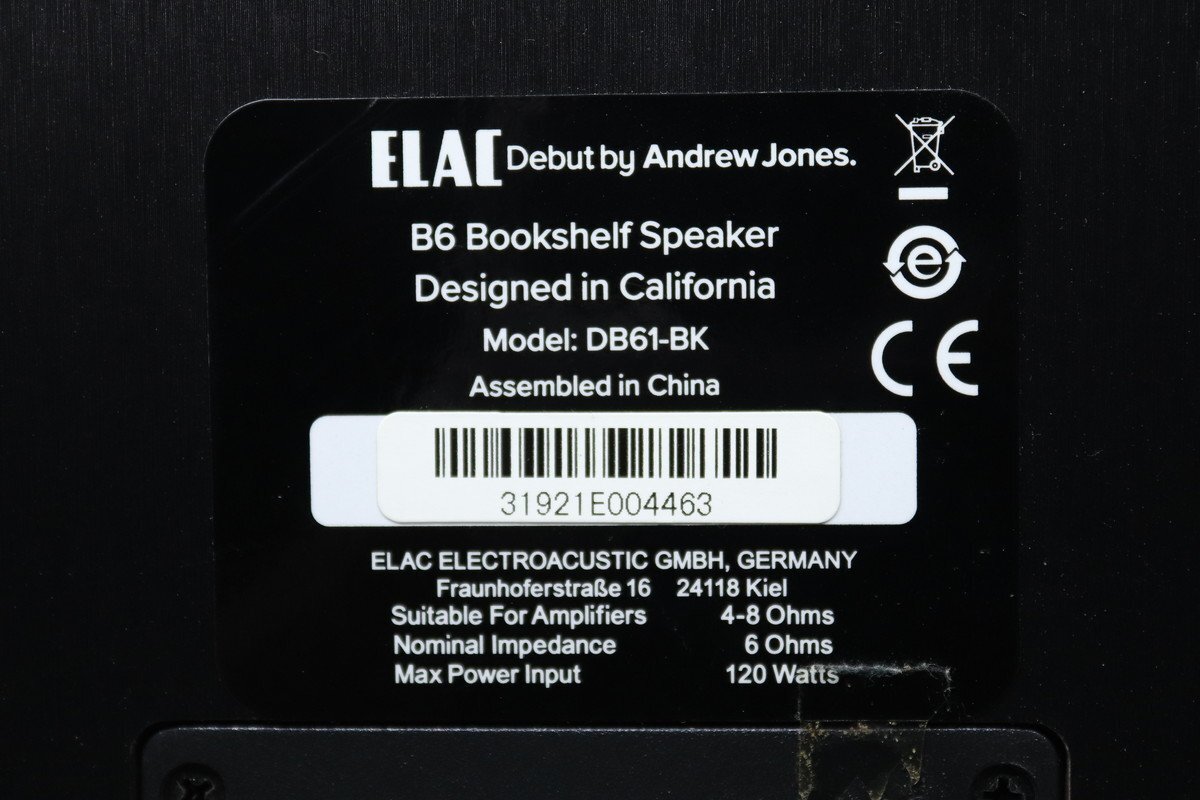 ELAC Debut by Andrew Jones.
B6 Bookshelf Speaker
Designed in California
Model: DB61-BK
Assembled in China
e
CE
31921E004463
ELAC ELECTROACUSTIC GMBH, GERMANY
Fraunhoferstraße 16 24118 Kiel
Suitable For Amplifiers 4-8 Ohms
Nominal Impedance 6 Ohms
Max Power Input 120 Watts